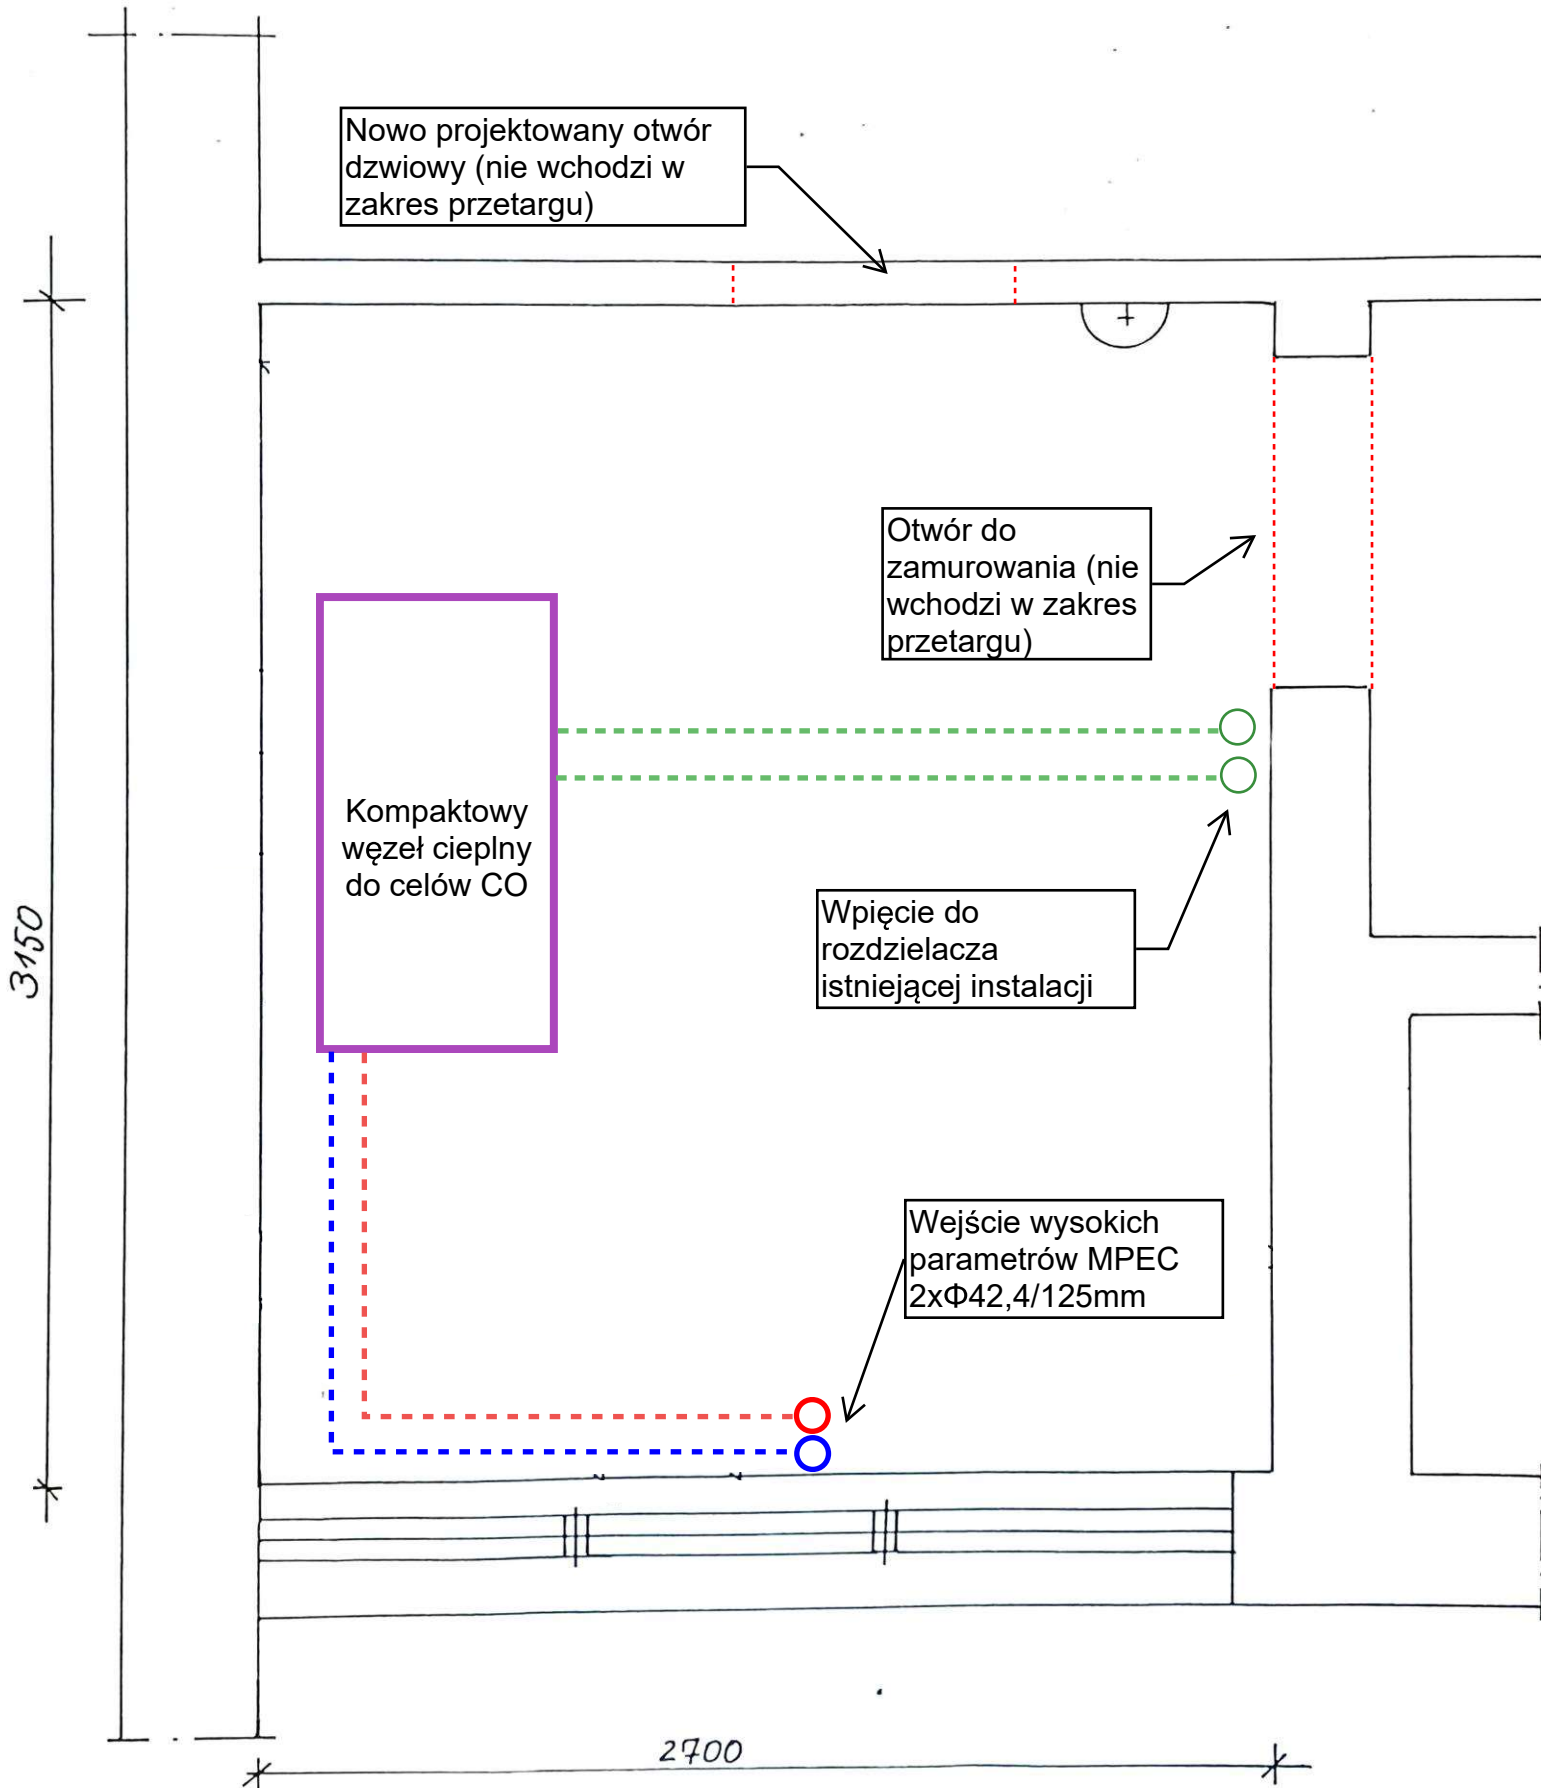 Nowo projektowany otwór
dzwiowy (nie wchodzi w
zakres przetargu)
Otwór do
zamurowania (nie
wchodzi w zakres
przetargu)
Kompaktowy
węzeł cieplny
do celów CO
Wpięcie do
rozdzielacza
istniejącej instalacji
3150
Wejście wysokich
parametrów MPEC
2xΦ42,4/125mm
2700